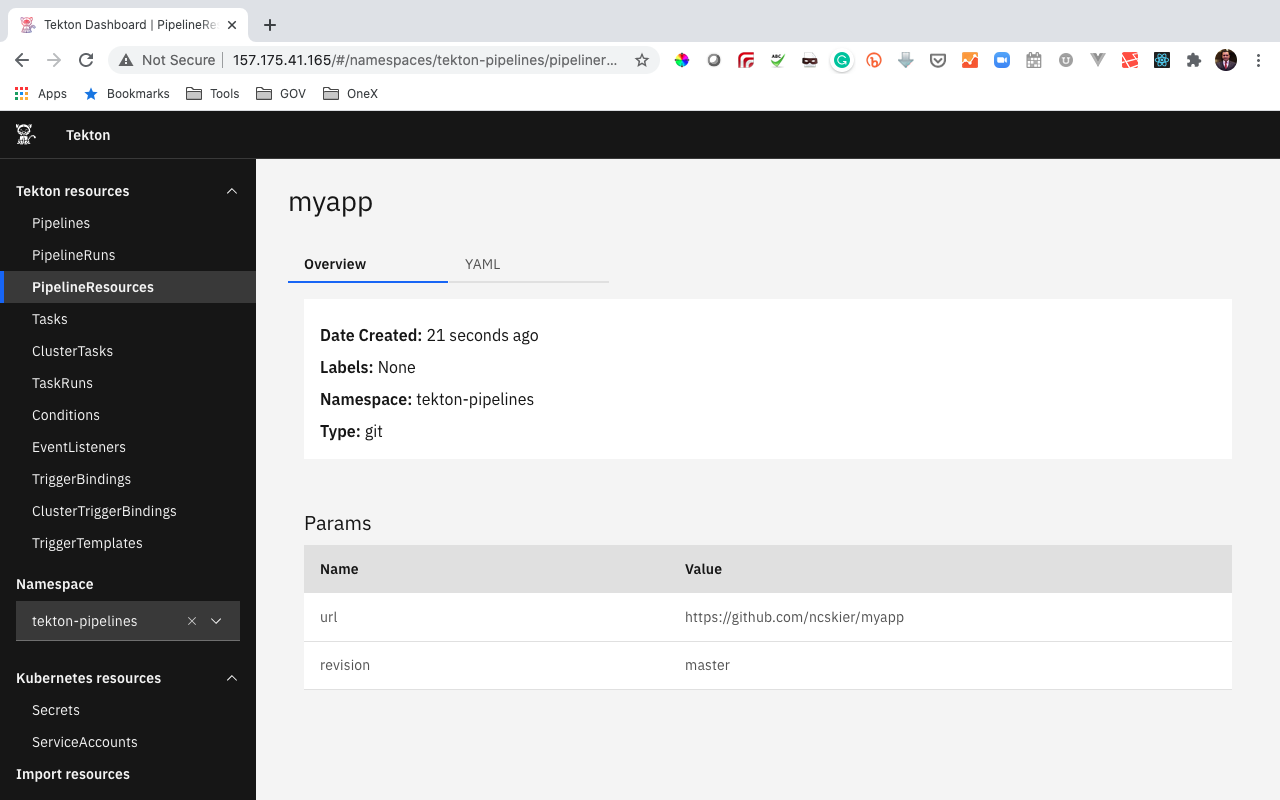 Tekton Dashboard | PipelineRe
Not Secure 157.175.41.165/#/namespaces/tekton-pipelines/pipeliner...
Apps Bookmarks Tools GOV OneX
Tekton
Tekton resources
Pipelines
PipelineRuns
PipelineResources
Tasks
ClusterTasks
TaskRuns
Conditions
EventListeners
TriggerBindings
ClusterTriggerBindings
TriggerTemplates
Namespace
tekton-pipelines
Kubernetes resources
Secrets
ServiceAccounts
Import resources
myapp
Overview YAML
Date Created: 21 seconds ago
Labels: None
Namespace: tekton-pipelines
Type: git
Params
Name Value
url https://github.com/ncskier/myapp
revision master